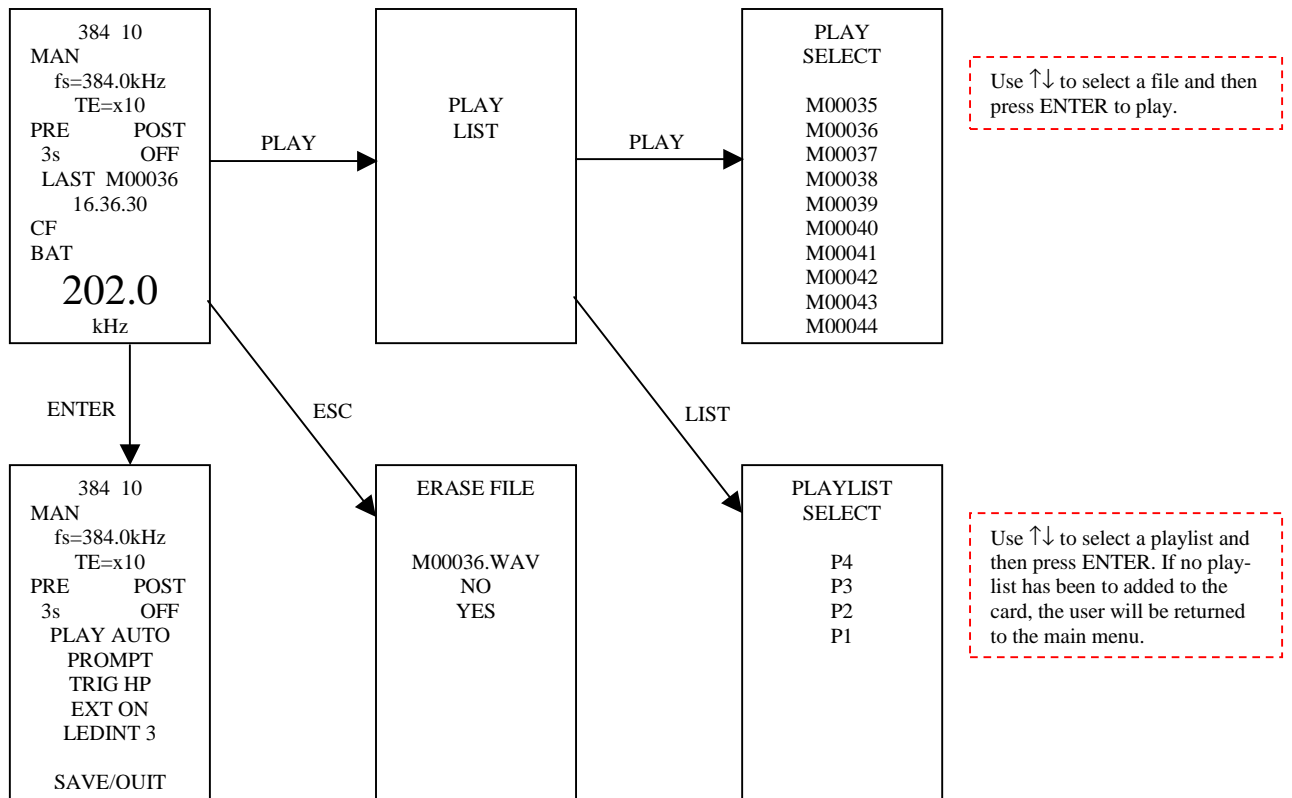 384 10
MAN
fs=384.0kHz
TE=x10
PRE POST
3s OFF
LAST M00036
16.36.30
CF
BAT
202.0
kHz
PLAY
PLAY
LIST
PLAY
PLAY
SELECT
M00035
M00036
M00037
M00038
M00039
M00040
M00041
M00042
M00043
M00044
Use ↑↓ to select a file and then
press ENTER to play.
ENTER
ESC
LIST
384 10
MAN
fs=384.0kHz
TE=x10
PRE POST
3s OFF
PLAY AUTO
PROMPT
TRIG HP
EXT ON
LEDINT 3
SAVE/QUIT
ERASE FILE
M00036.WAV
NO
YES
PLAYLIST
SELECT
P4
P3
P2
P1
Use ↑↓ to select a playlist and
then press ENTER. If no play-
list has been to added to the
card, the user will be returned
to the main menu.